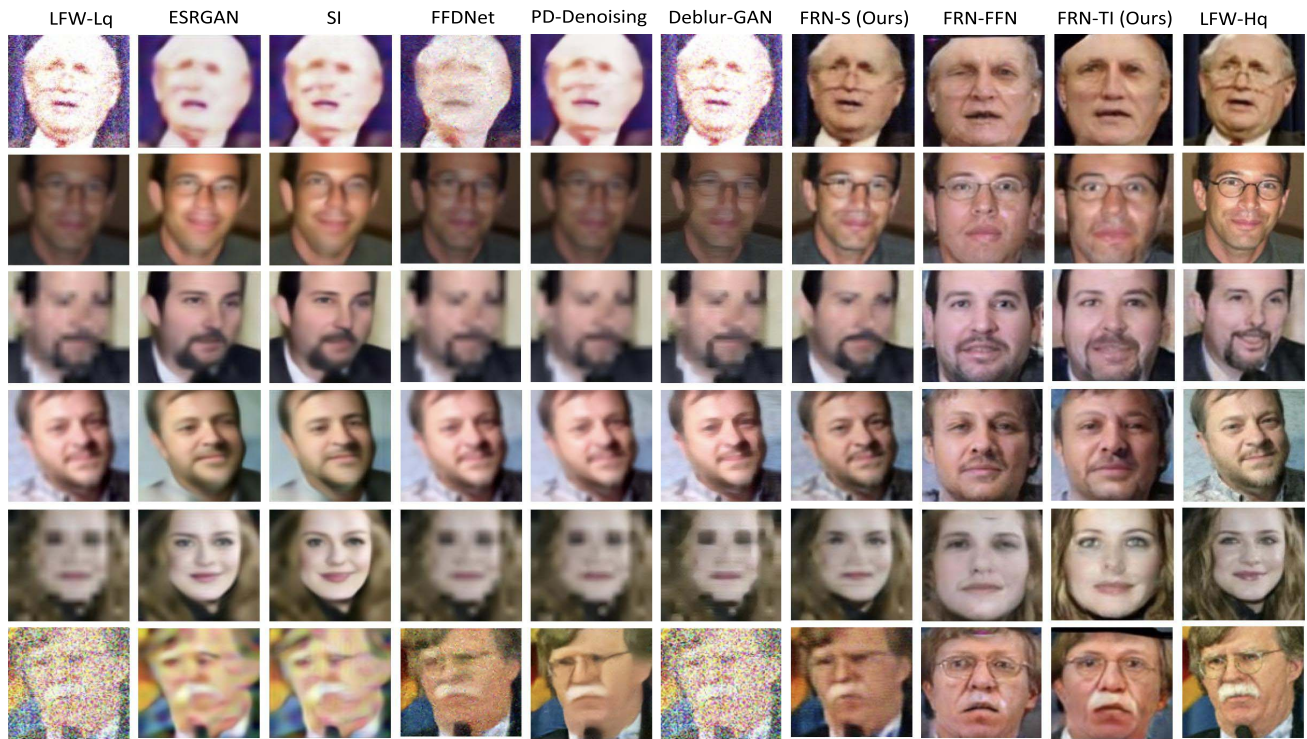 LFW-Lq ESRGAN SI FFDNet PD-Denoising Deblur-GAN FRN-S (Ours) FRN-FFN FRN-TI (Ours) LFW-Hq